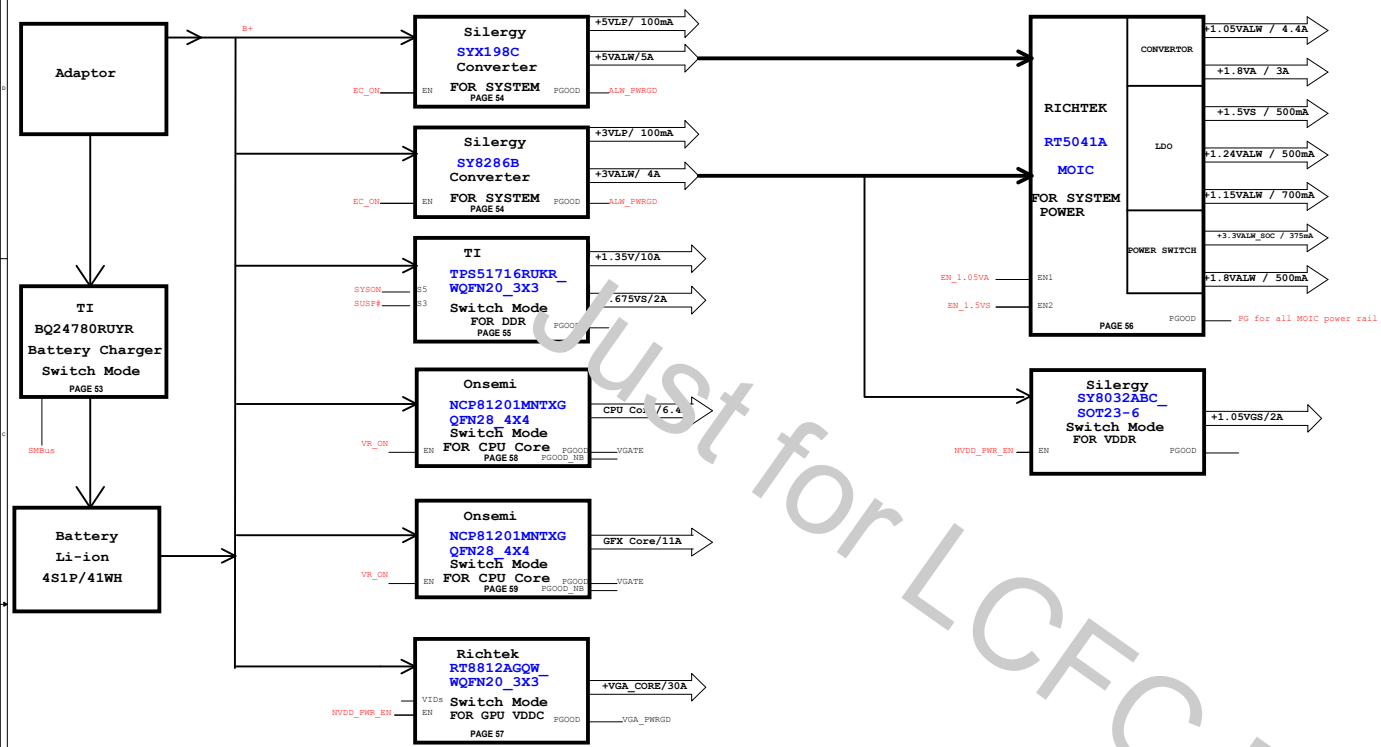 Adaptor
B+
TI
BQ24780RUYR
Battery Charger
Switch Mode
PAGE 53
SMBus
Battery
Li-ion
4S1P/41WH
Silergy
SYX198C
Converter
FOR SYSTEM
PAGE 54
EC_ON
EN
PGOOD
ALW_PWRGD
+5VLP/ 100mA
+5VALW/5A
Silergy
SY8286B
Converter
FOR SYSTEM
PAGE 54
EC_ON
EN
PGOOD
ALW_PWRGD
+3VLP/ 100mA
+3VALW/ 4A
TI
TPS51716RUKR_
WQFN20_3X3
Switch Mode
FOR DDR
PAGE 55
SYSON
S5
SUSP#
S3
PGOOD
+1.35V/10A
.675VS/2A
Onsemi
NCP81201MNTXG
QFN28_4X4
Switch Mode
FOR CPU Core
PAGE 58
VR_ON
EN
PGOOD_NB
VGATE
CPU Core/6.4
Onsemi
NCP81201MNTXG
QFN28_4X4
Switch Mode
FOR CPU Core
PAGE 59
VR_ON
EN
PGOOD
PGOOD_NB
VGATE
GFX Core/11A
Richtek
RT8812AGQW_
WQFN20_3X3
Switch Mode
FOR GPU VDDC
PAGE 57
VIDs
NVDD_PWR_EN
EN
PGOOD
VGA_PWRGD
+VGA_CORE/30A
RICHTEK
RT5041A
MOIC
FOR SYSTEM
POWER
PAGE 56
CONVERTOR
LDO
POWER SWITCH
EN_1.05VA
EN1
EN_1.5VS
EN2
PGOOD
PG for all MOIC power rail
+1.05VALW / 4.4A
+1.8VA / 3A
+1.5VS / 500mA
+1.24VALW / 500mA
+1.15VALW / 700mA
+3.3VALW_SOC / 375mA
+1.8VALW / 500mA
Silergy
SY8032ABC_
SOT23-6
Switch Mode
FOR VDDR
NVDD_PWR_EN
EN
PGOOD
+1.05VGS/2A
Just for LCFC
D
C